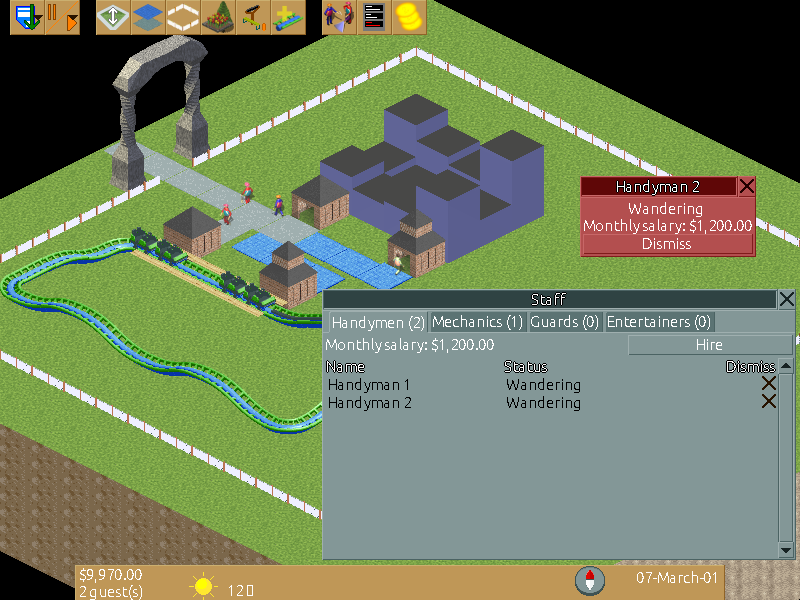 Handyman 2
Wandering
Monthly salary: $1,200.00
Dismiss
Staff
Handymen (2) Mechanics (1) Guards (0) Entertainers (0)
Monthly salary: $1,200.00 Hire
Name Status Dismiss
Handyman 1 Wandering
Handyman 2 Wandering
$9,970.00
2 guest(s)
12▯
07-March-01